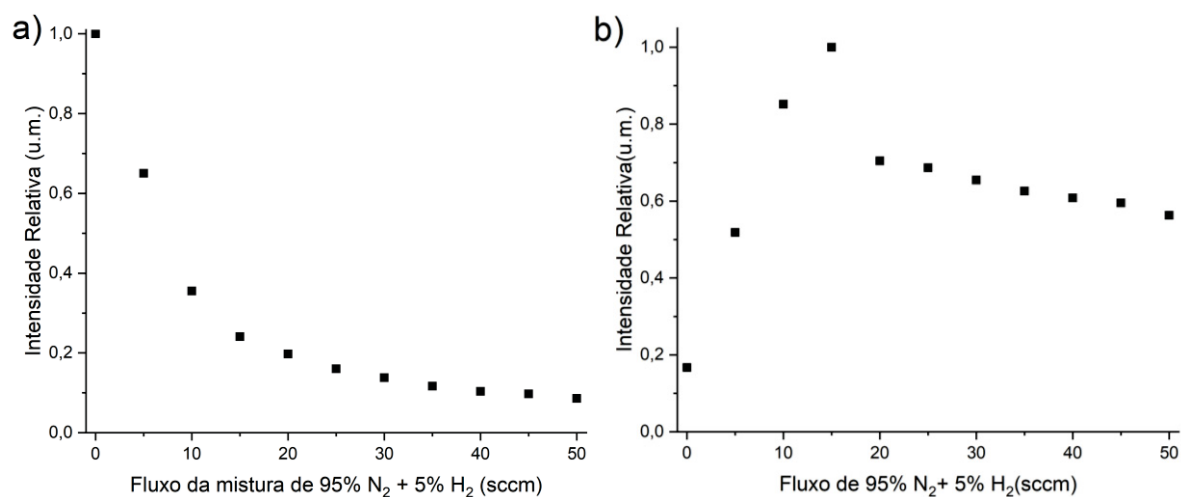 a)
Intensidade Relativa (u.m.)
1,0
0,8
0,6
0,4
0,2
0,0
0 10 20 30 40 50
Fluxo da mistura de 95% N₂ + 5% H₂ (sccm)
b)
Intensidade Relativa(u.m.)
1,0
0,8
0,6
0,4
0,2
0,0
0 10 20 30 40 50
Fluxo de 95% N₂+ 5% H₂(sccm)